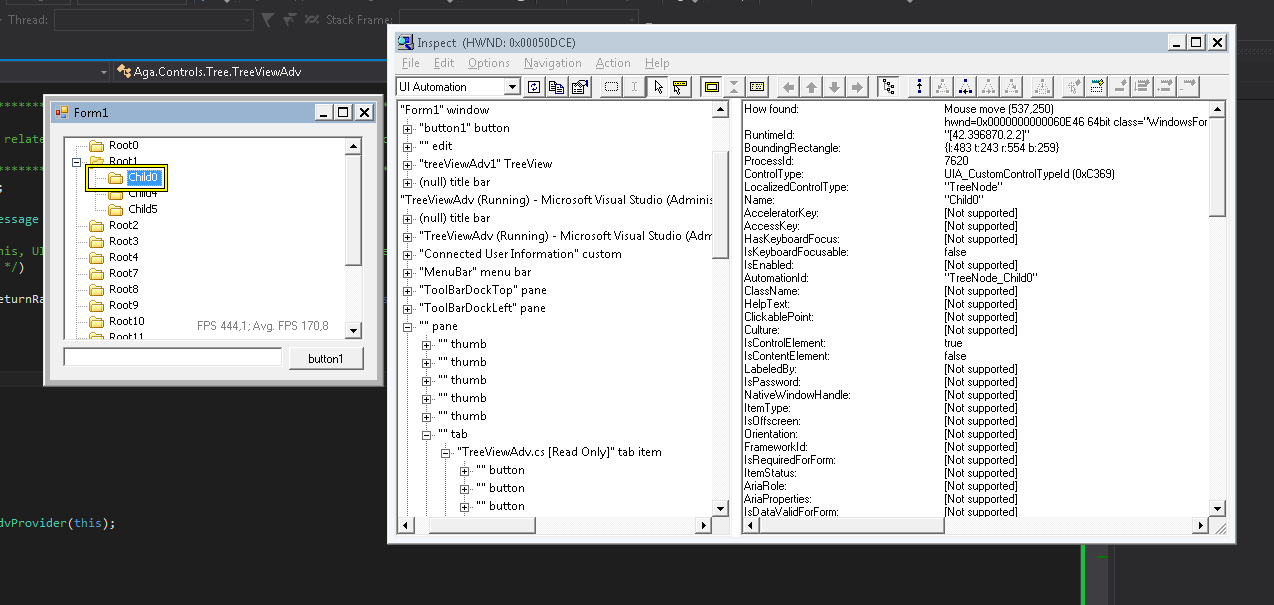 Thread:
Stack Frame:
Aga.Controls.Tree.TreeViewAdv
relate
;
essage
his, UI
*/)
eturnRa
dvProvider(this);
Form1
Root0
Root1
Child0
Child4
Child5
Root2
Root3
Root4
Root7
Root8
Root9
Root10
Root11
FPS 444,1; Avg. FPS 170,8
button1
Inspect (HWND: 0x00050DCE)
File Edit Options Navigation Action Help
UI Automation
"Form1" window
"button1" button
"" edit
"treeViewAdv1" TreeView
(null) title bar
"TreeViewAdv (Running) - Microsoft Visual Studio (Adminis
(null) title bar
"TreeViewAdv (Running) - Microsoft Visual Studio (Adm
"Connected User Information" custom
"MenuBar" menu bar
"ToolBarDockTop" pane
"ToolBarDockLeft" pane
"" pane
"" thumb
"" thumb
"" thumb
"" thumb
"" thumb
"" tab
"TreeViewAdv.cs [Read Only]" tab item
"" button
"" button
"" button
How found: Mouse move (537,250)
hwnd=0x0000000000060E46 64bit class="WindowsFor
RuntimeId: "[42.396870.2.2]"
BoundingRectangle: {l:483 t:243 r:554 b:259}
ProcessId: 7620
ControlType: UIA_CustomControlTypeId (0xC369)
LocalizedControlType: "TreeNode"
Name: "Child0"
AcceleratorKey: [Not supported]
AccessKey: [Not supported]
HasKeyboardFocus: [Not supported]
IsKeyboardFocusable: false
IsEnabled: [Not supported]
AutomationId: "TreeNode_Child0"
ClassName: [Not supported]
HelpText: [Not supported]
ClickablePoint: [Not supported]
Culture: [Not supported]
IsControlElement: true
IsContentElement: false
LabeledBy: [Not supported]
IsPassword: [Not supported]
NativeWindowHandle: [Not supported]
ItemType: [Not supported]
IsOffscreen: [Not supported]
Orientation: [Not supported]
FrameworkId: [Not supported]
IsRequiredForForm: [Not supported]
ItemStatus: [Not supported]
AriaRole: [Not supported]
AriaProperties: [Not supported]
IsDataValidForForm: [Not supported]